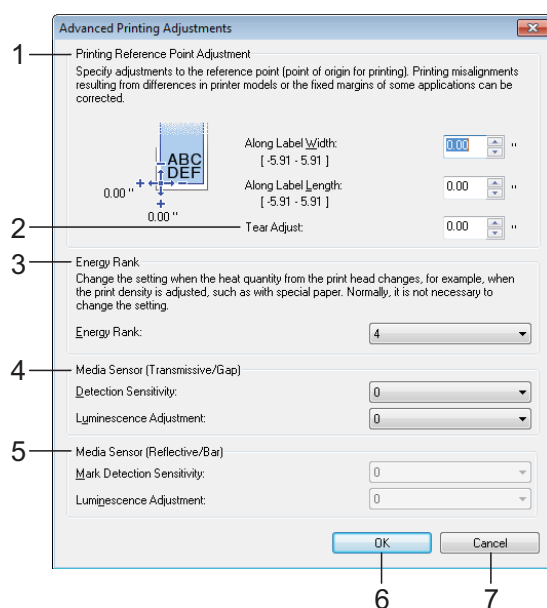 Advanced Printing Adjustments
1 Printing Reference Point Adjustment
Specify adjustments to the reference point (point of origin for printing). Printing misalignments
resulting from differences in printer models or the fixed margins of some applications can be
corrected.
ABC
DEF
0.00 "
0.00 "
Along Label Width: 0.00 "
[ -5.91 - 5.91 ]
Along Label Length: 0.00 "
[ -5.91 - 5.91 ]
2 Tear Adjust: 0.00 "
3 Energy Rank
Change the setting when the heat quantity from the print head changes, for example, when
the print density is adjusted, such as with special paper. Normally, it is not necessary to
change the setting.
Energy Rank: 4
4 Media Sensor (Transmissive/Gap)
Detection Sensitivity: 0
Luminescence Adjustment: 0
5 Media Sensor (Reflective/Bar)
Mark Detection Sensitivity: 0
Luminescence Adjustment: 0
OK Cancel
6 7